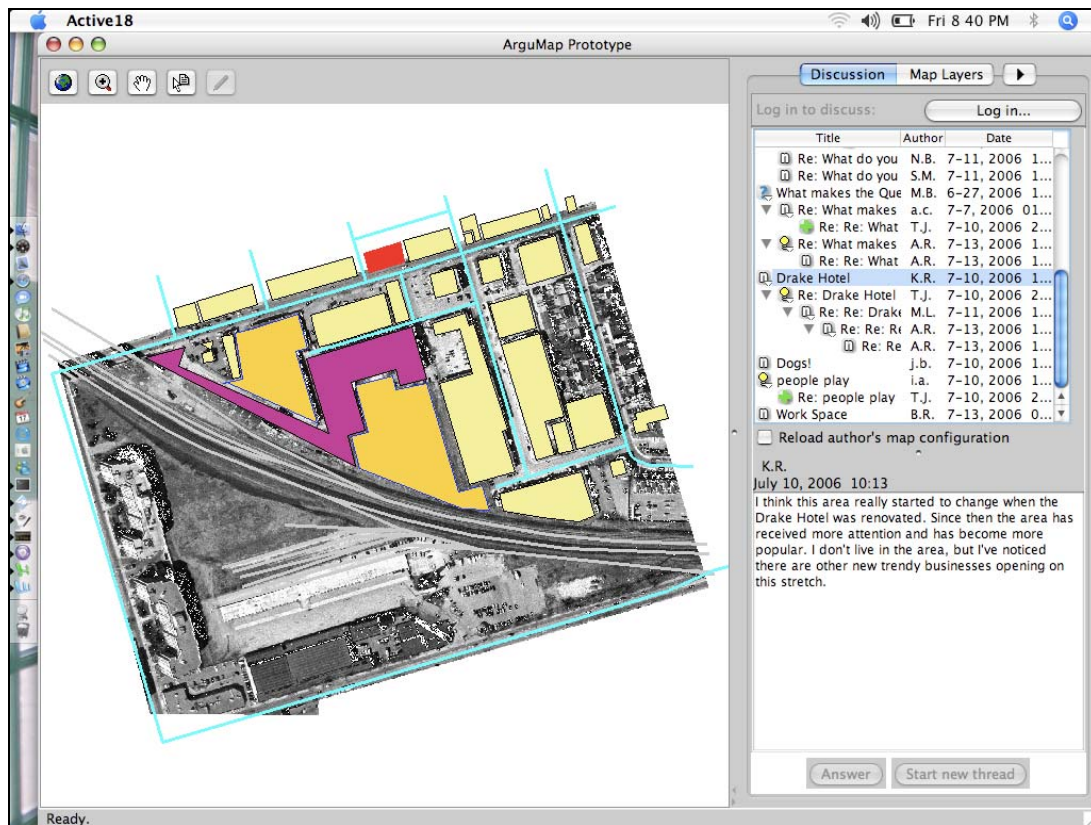 Active18
Fri 8 40 PM
ArguMap Prototype
Discussion
Map Layers
Log in to discuss:
Log in...
Title Author Date
Re: What do you N.B. 7-11, 2006 1...
Re: What do you S.M. 7-11, 2006 1...
What makes the Que M.B. 6-27, 2006 1...
Re: What makes a.c. 7-7, 2006 01...
Re: Re: What T.J. 7-10, 2006 2...
Re: What makes A.R. 7-13, 2006 1...
Re: Re: What A.R. 7-13, 2006 1...
Drake Hotel K.R. 7-10, 2006 1...
Re: Drake Hotel T.J. 7-10, 2006 2...
Re: Re: Drake M.L. 7-11, 2006 1...
Re: Re: Re A.R. 7-13, 2006 1...
Re: Re A.R. 7-13, 2006 1...
Dogs! j.b. 7-10, 2006 1...
people play i.a. 7-10, 2006 1...
Re: people play T.J. 7-10, 2006 2...
Work Space B.R. 7-13, 2006 0...
Reload author's map configuration
K.R.
July 10, 2006 10:13
I think this area really started to change when the
Drake Hotel was renovated. Since then the area has
received more attention and has become more
popular. I don't live in the area, but I've noticed
there are other new trendy businesses opening on
this stretch.
Answer
Start new thread
Ready.